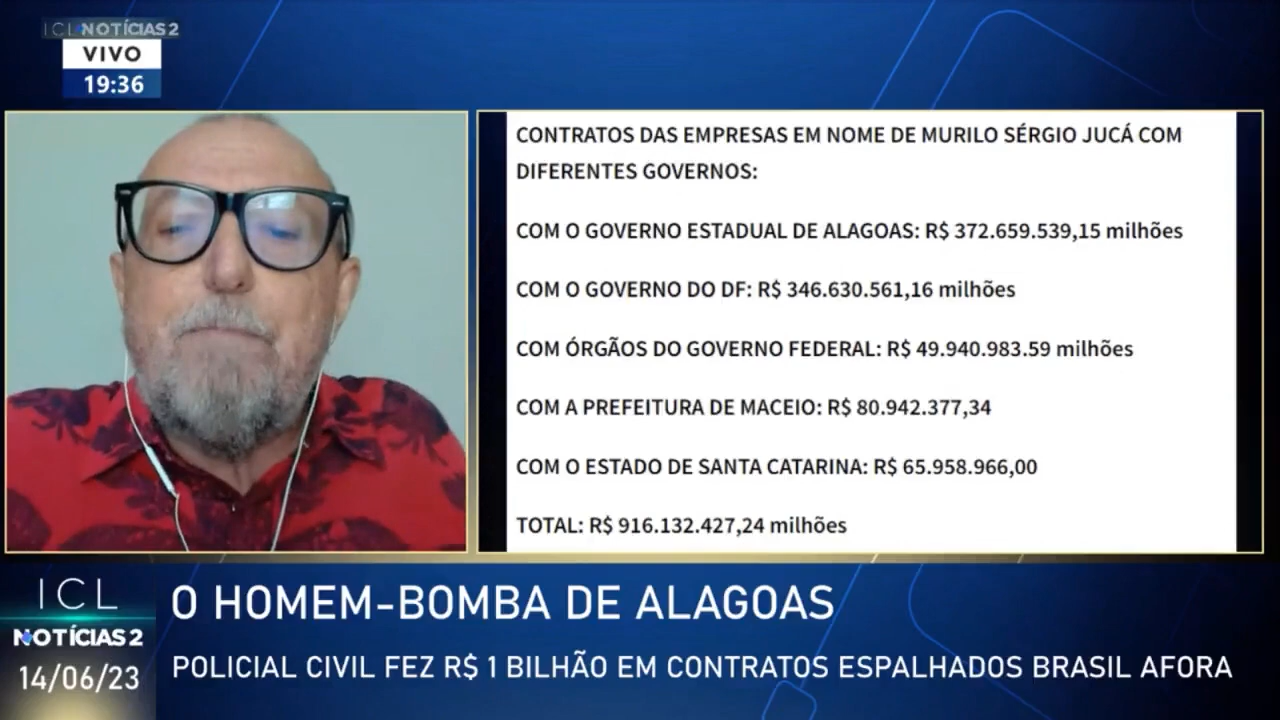 ICL NOTÍCIAS 2
VIVO
19:36
CONTRATOS DAS EMPRESAS EM NOME DE MURILO SÉRGIO JUCÁ COM
DIFERENTES GOVERNOS:
COM O GOVERNO ESTADUAL DE ALAGOAS: R$ 372.659.539,15 milhões
COM O GOVERNO DO DF: R$ 346.630.561,16 milhões
COM ÓRGÃOS DO GOVERNO FEDERAL: R$ 49.940.983.59 milhões
COM A PREFEITURA DE MACEIO: R$ 80.942.377,34
COM O ESTADO DE SANTA CATARINA: R$ 65.958.966,00
TOTAL: R$ 916.132.427,24 milhões
ICL
NOTÍCIAS 2
14/06/23
O HOMEM-BOMBA DE ALAGOAS
POLICIAL CIVIL FEZ R$ 1 BILHÃO EM CONTRATOS ESPALHADOS BRASIL AFORA